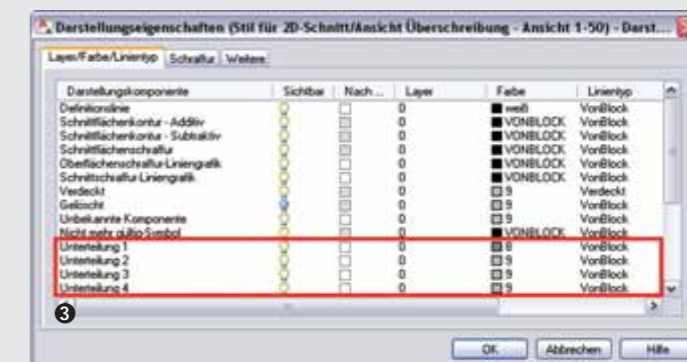 Darstellungseigenschaften (Stil für 2D-Schnitt/Ansicht Überschreibung - Ansicht 1-50) - Darst....
Layer/Farbe/Linientyp Schraffur Weitere
Darstellungskomponente Sichtbar Nach ... Layer Farbe Linientyp
Definitionslinie 0 weiß VonBlock
Schnittflächenkontur - Additiv 0 VONBLOCK VonBlock
Schnittflächenkontur - Subtraktiv 0 VONBLOCK VonBlock
Schnittflächenschraffur 0 VONBLOCK VonBlock
Oberflächenschraffur-Liniengrafik 0 VONBLOCK VonBlock
Schnittschraffur-Liniengrafik 0 VONBLOCK VonBlock
Verdeckt 0 9 Verdeckt
Gelöscht 0 9 VonBlock
Unbekannte Komponente 0 9 VonBlock
Nicht mehr gültig-Symbol 0 VONBLOCK VonBlock
Unterteilung 1 0 8 VonBlock
Unterteilung 2 0 9 VonBlock
Unterteilung 3 0 9 VonBlock
Unterteilung 4 0 9 VonBlock
3
OK Abbrechen Hilfe